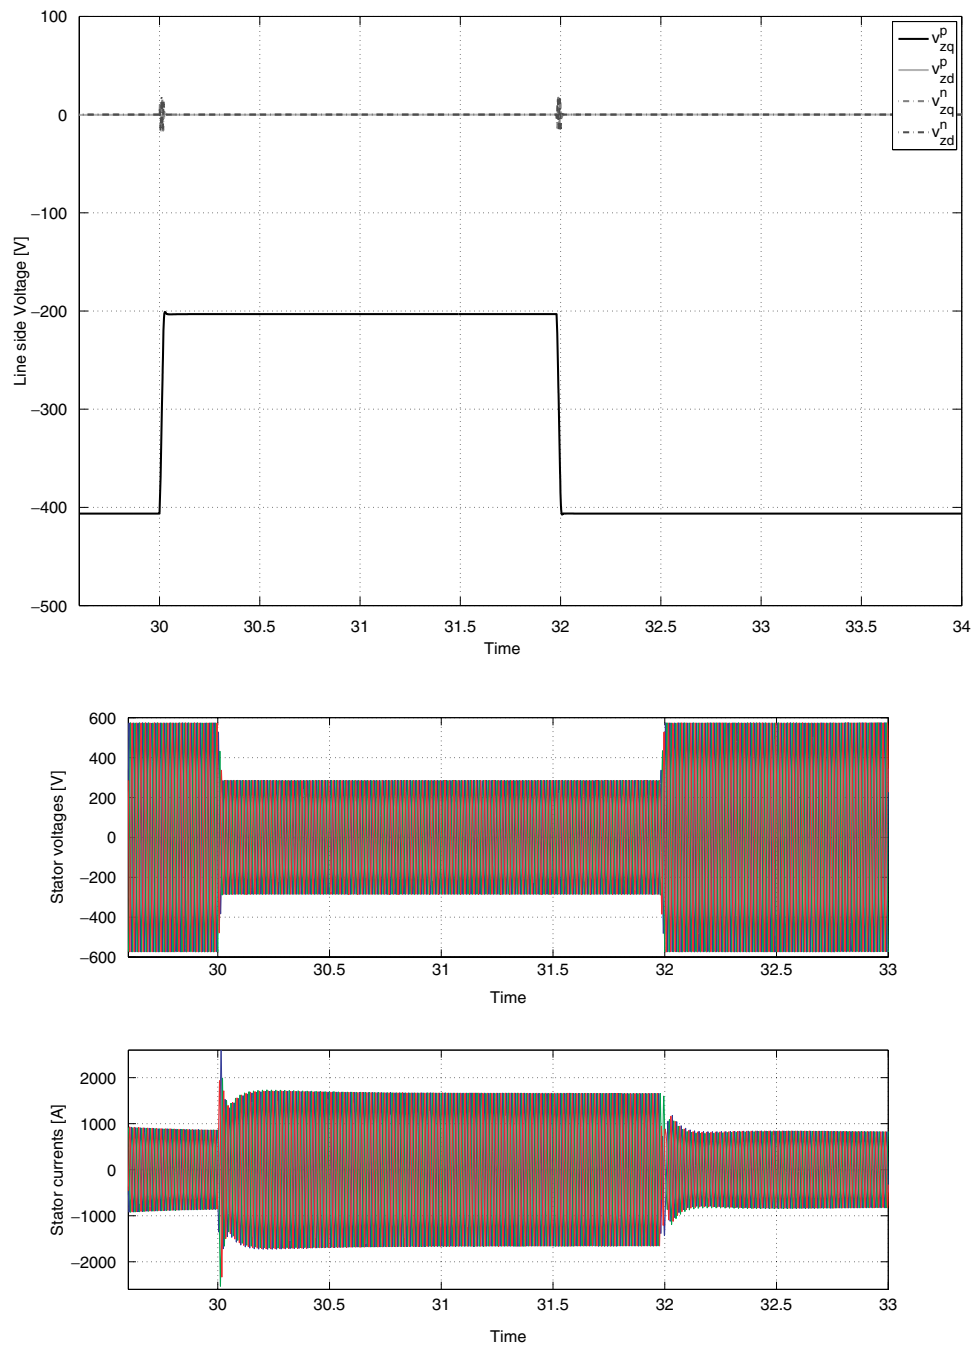 100
0
−100
−200
−300
−400
−500
Line side Voltage [V]
v^p_zq
v^p_zd
v^n_zq
v^n_zd
30 30.5 31 31.5 32 32.5 33 33.5 34
Time
600
400
200
0
−200
−400
−600
Stator voltages [V]
30 30.5 31 31.5 32 32.5 33
Time
2000
1000
0
−1000
−2000
Stator currents [A]
30 30.5 31 31.5 32 32.5 33
Time